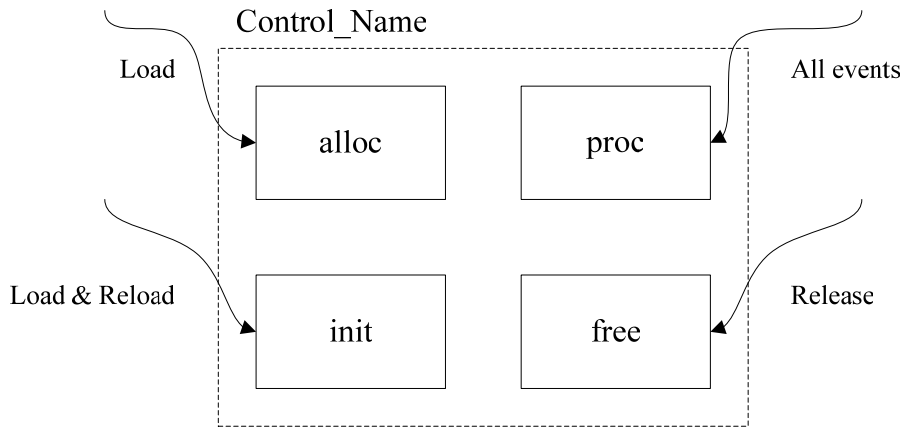 Control_Name
Load
All events
alloc
proc
Load & Reload
Release
init
free